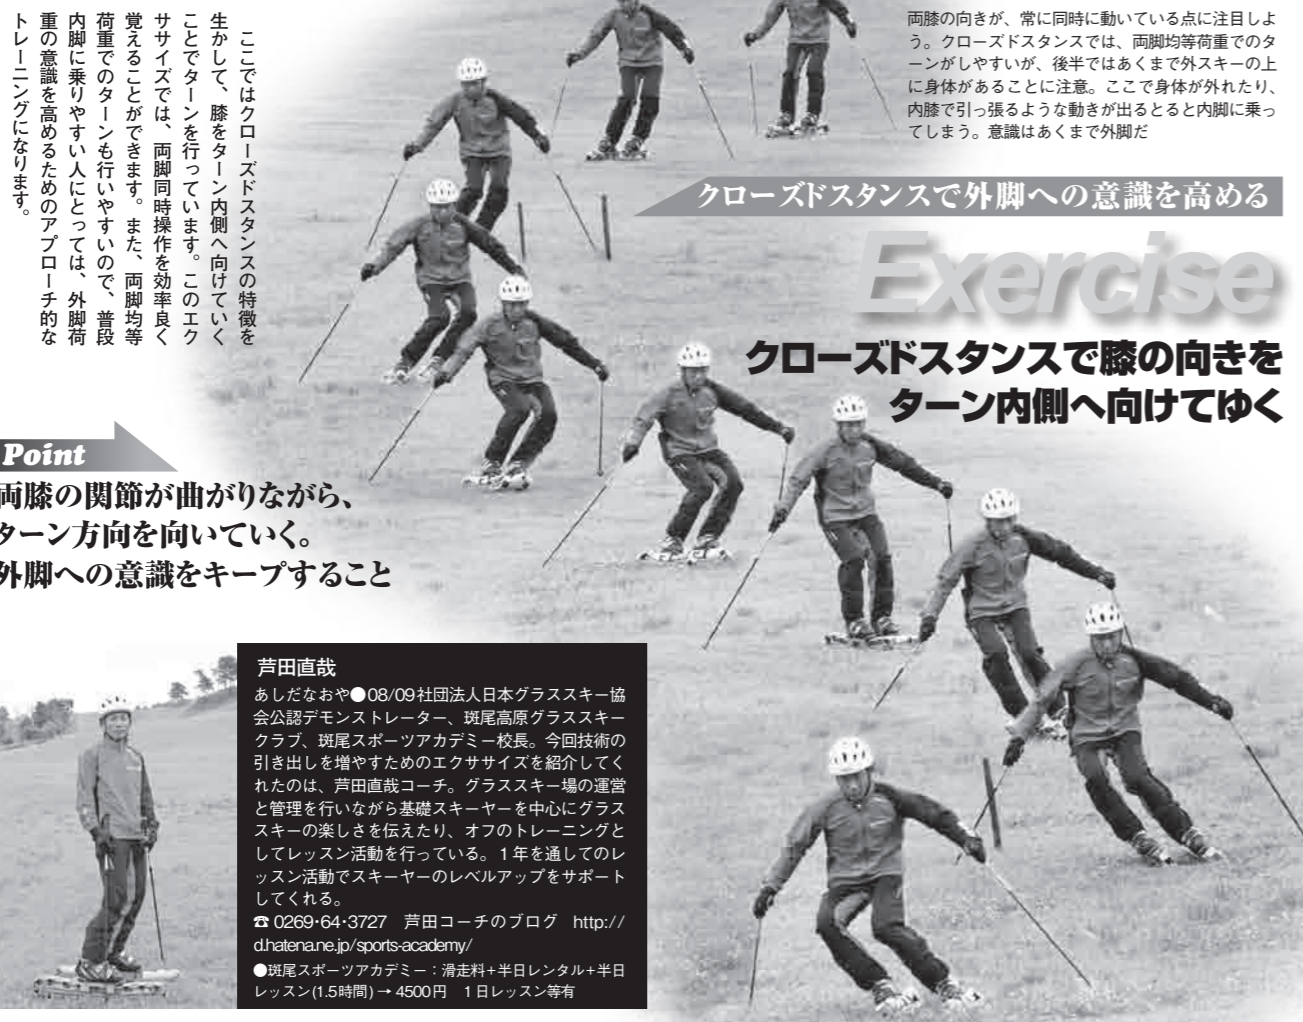 両膝の向きが、常に同時に動いている点に注目しよ
う。クローズドスタンスでは、両脚均等荷重でのタ
ーンがしやすいが、後半ではあくまで外スキーの上
に身体があることに注意。ここで身体が外れたり、
内膝で引っ張るような動きが出るとると内脚に乗っ
てしまう。意識はあくまで外脚だ
クローズドスタンスで外脚への意識を高める
Exercise
クローズドスタンスで膝の向きを
ターン内側へ向けてゆく
ここではクローズドスタンスの特徴を
生かして、膝をターン内側へ向けていく
ことでターンを行っています。このエク
ササイズでは、両脚同時操作を効率良く
覚えることができます。また、両脚均等
荷重でのターンも行いやすいので、普段
内脚に乗りやすい人にとっては、外脚荷
重の意識を高めるためのアプローチ的な
トレーニングになります。
Point
両膝の関節が曲がりながら、
ターン方向を向いていく。
外脚への意識をキープすること
芦田直哉
あしだなおや●08/09社団法人日本グラススキー協
会公認デモンストレーター、斑尾高原グラススキー
クラブ、斑尾スポーツアカデミー校長。今回技術の
引き出しを増やすためのエクササイズを紹介してく
れたのは、芦田直哉コーチ。グラススキー場の運営
と管理を行いながら基礎スキーヤーを中心にグラス
スキーの楽しさを伝えたり、オフのトレーニングと
してレッスン活動を行っている。1年を通してのレ
ッスン活動でスキーヤーのレベルアップをサポート
してくれる。
☎0269・64・3727 芦田コーチのブログ http://
d.hatena.ne.jp/sports-academy/
●斑尾スポーツアカデミー：滑走料＋半日レンタル＋半日
レッスン(1.5時間)→4500円 1日レッスン等有